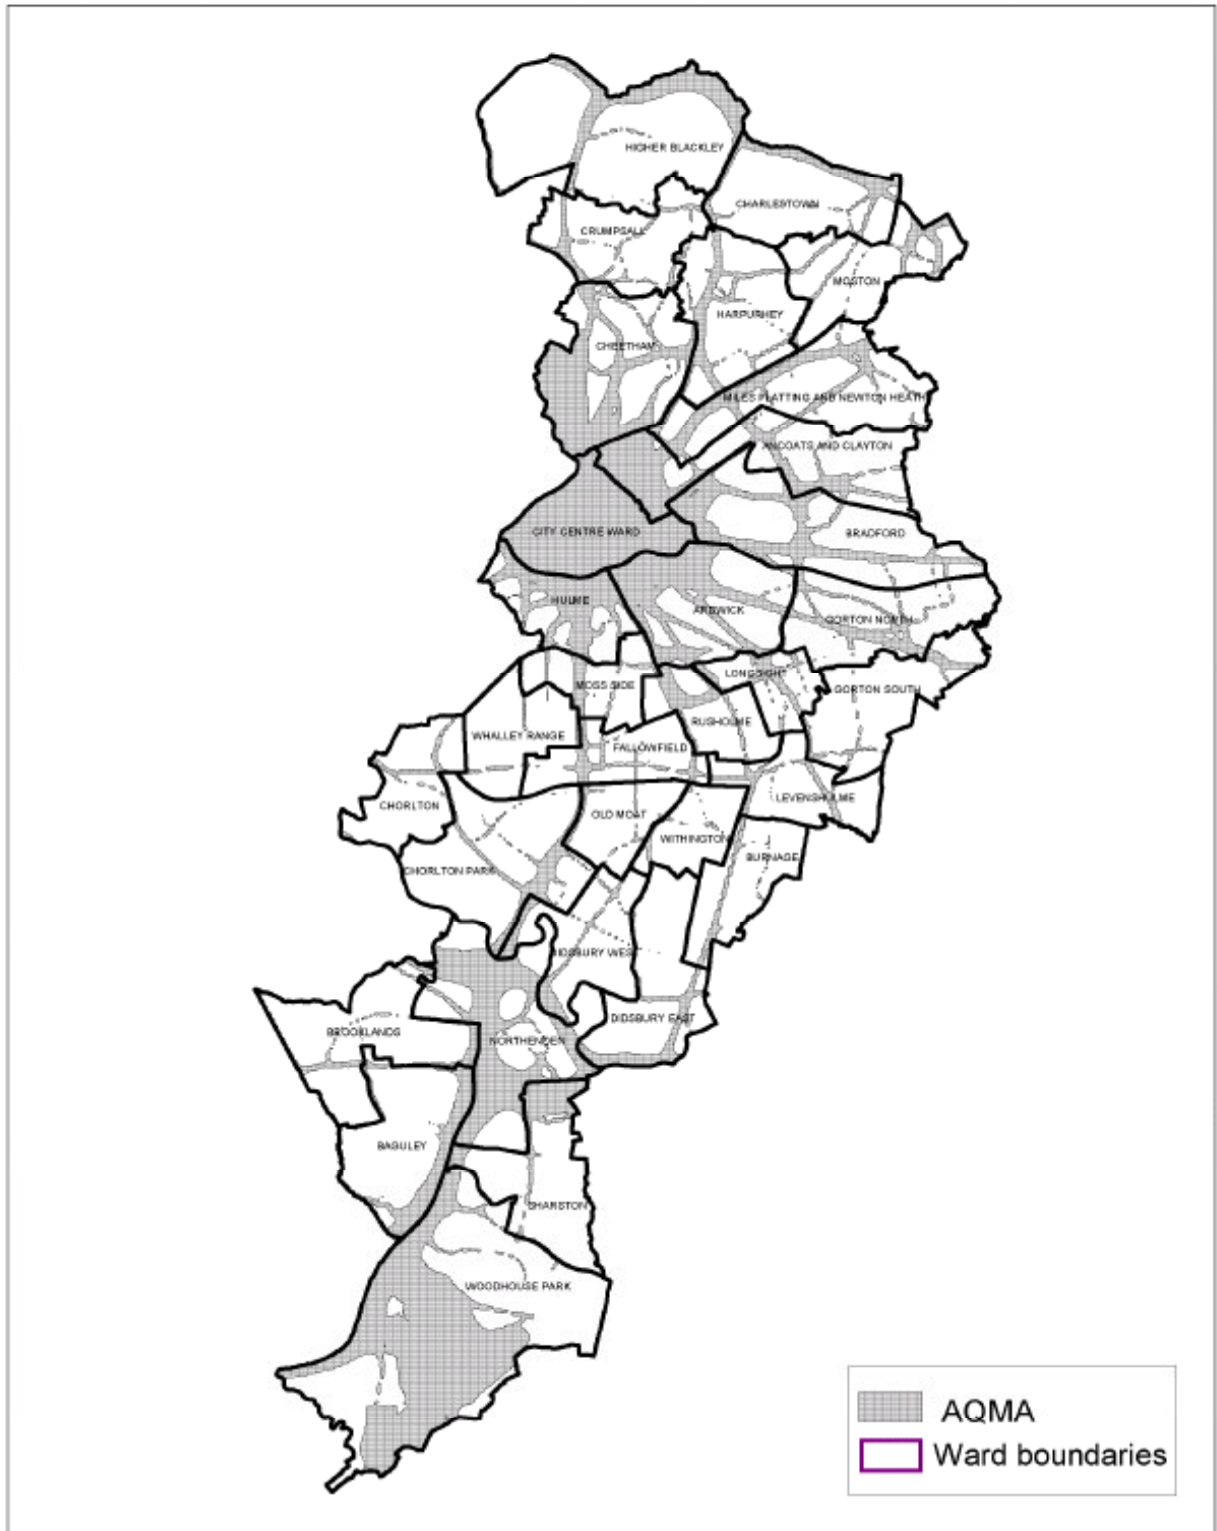 HIGHER BLACKLEY
CHARLESTOWN
CRUMPSALL
MOSTON
HARPURHEY
CHEETHAM
MILES PLATTING AND NEWTON HEATH
ANCOATS AND CLAYTON
CITY CENTRE WARD
BRADFORD
HULME
ARDWICK
GORTON NORTH
LONGSIGHT
MOSS SIDE
GORTON SOUTH
RUSHOLME
WHALLEY RANGE
FALLOWFIELD
LEVENSHULME
CHORLTON
OLD MOAT
WITHINGTON
BURNAGE
CHORLTON PARK
DIDSBURY WEST
DIDSBURY EAST
BROOKLANDS
NORTHENDEN
BAGULEY
SHARSTON
WOODHOUSE PARK
AQMA
Ward boundaries